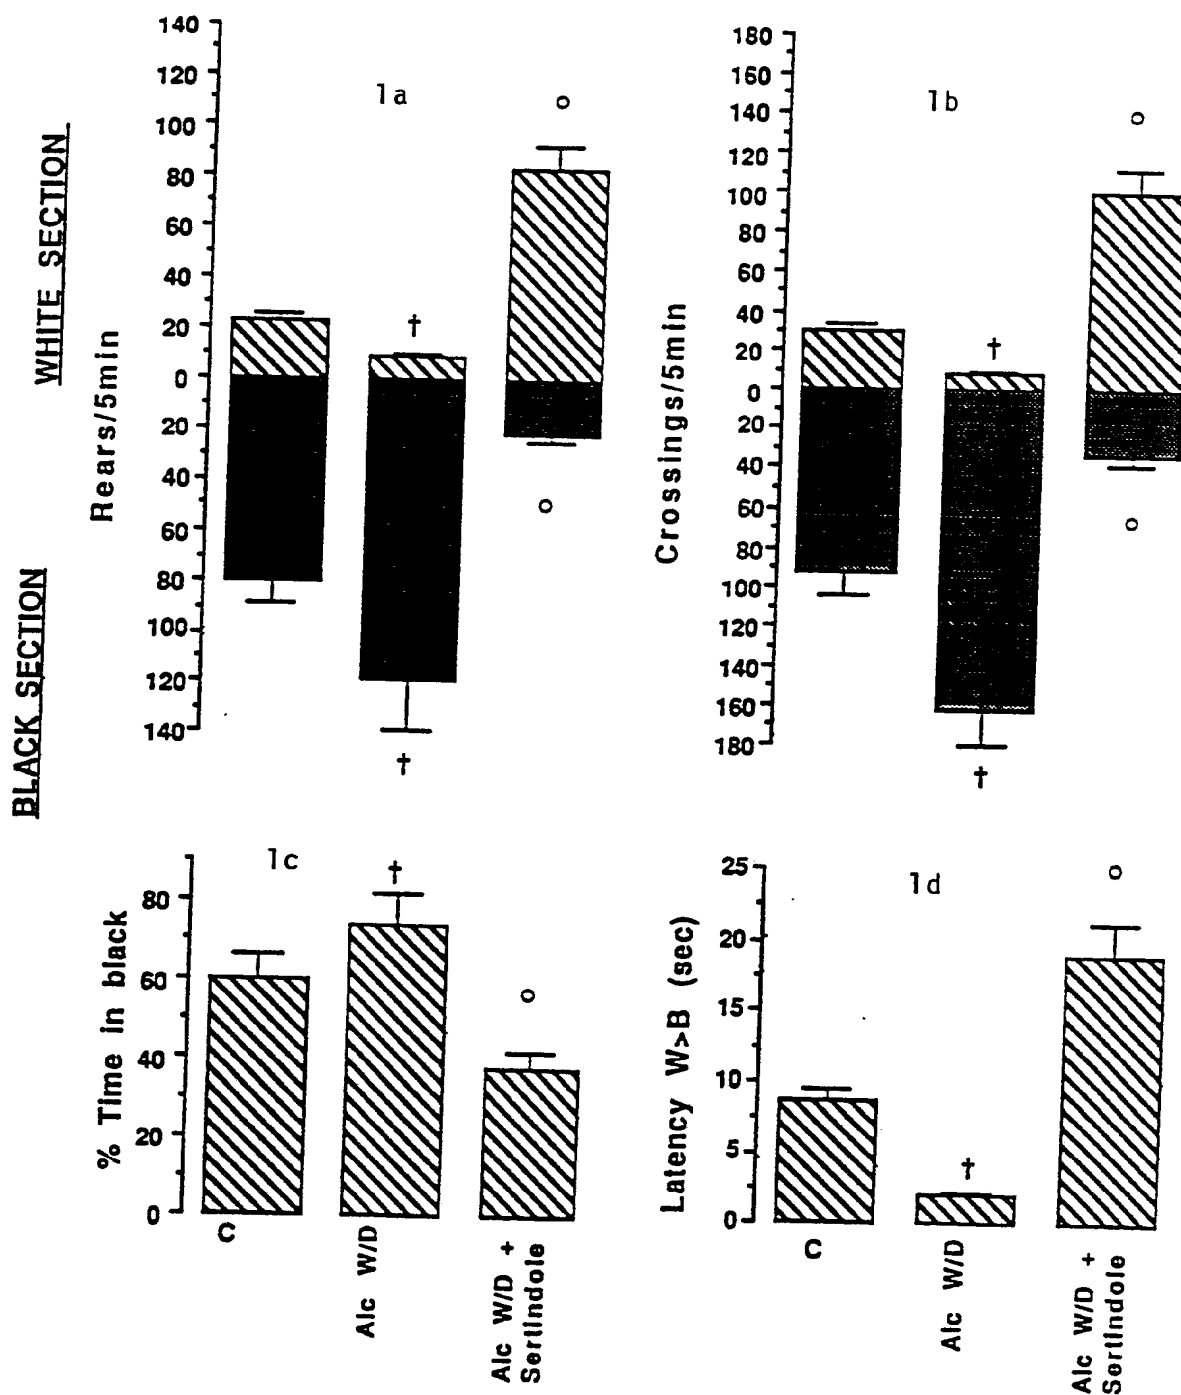 WHITE SECTION
BLACK SECTION
1a
Rears/5min
140
120
100
80
60
40
20
0
20
40
60
80
100
120
140
†
†
1b
Crossings/5min
180
160
140
120
100
80
60
40
20
0
20
40
60
80
100
120
140
160
180
†
†
1c
% Time in black
80
60
40
20
0
†
C
Alc W/D
Alc W/D +
Sertindole
1d
Latency W>B (sec)
25
20
15
10
5
0
†
C
Alc W/D
Alc W/D +
Sertindole